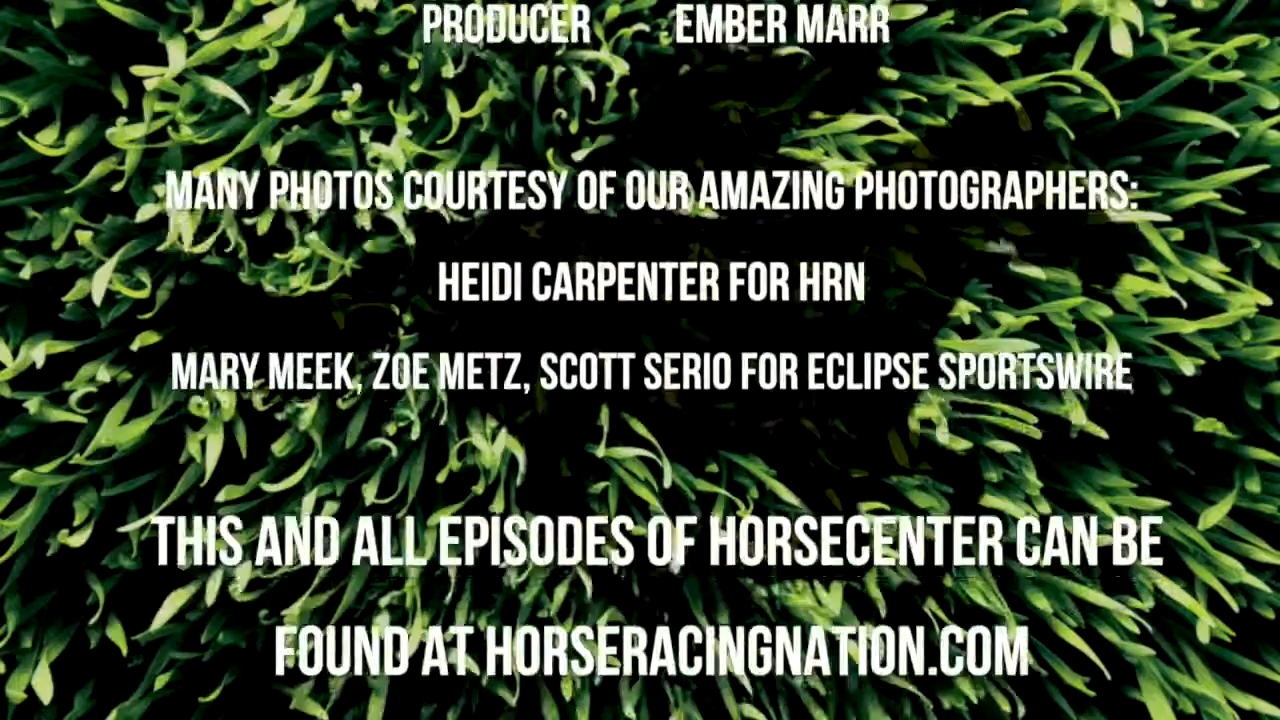 PRODUCER EMBER MARR
MANY PHOTOS COURTESY OF OUR AMAZING PHOTOGRAPHERS:
HEIDI CARPENTER FOR HRN
MARY MEEK, ZOE METZ, SCOTT SERIO FOR ECLIPSE SPORTSWIRE
THIS AND ALL EPISODES OF HORSECENTER CAN BE
FOUND AT HORSERACINGNATION.COM